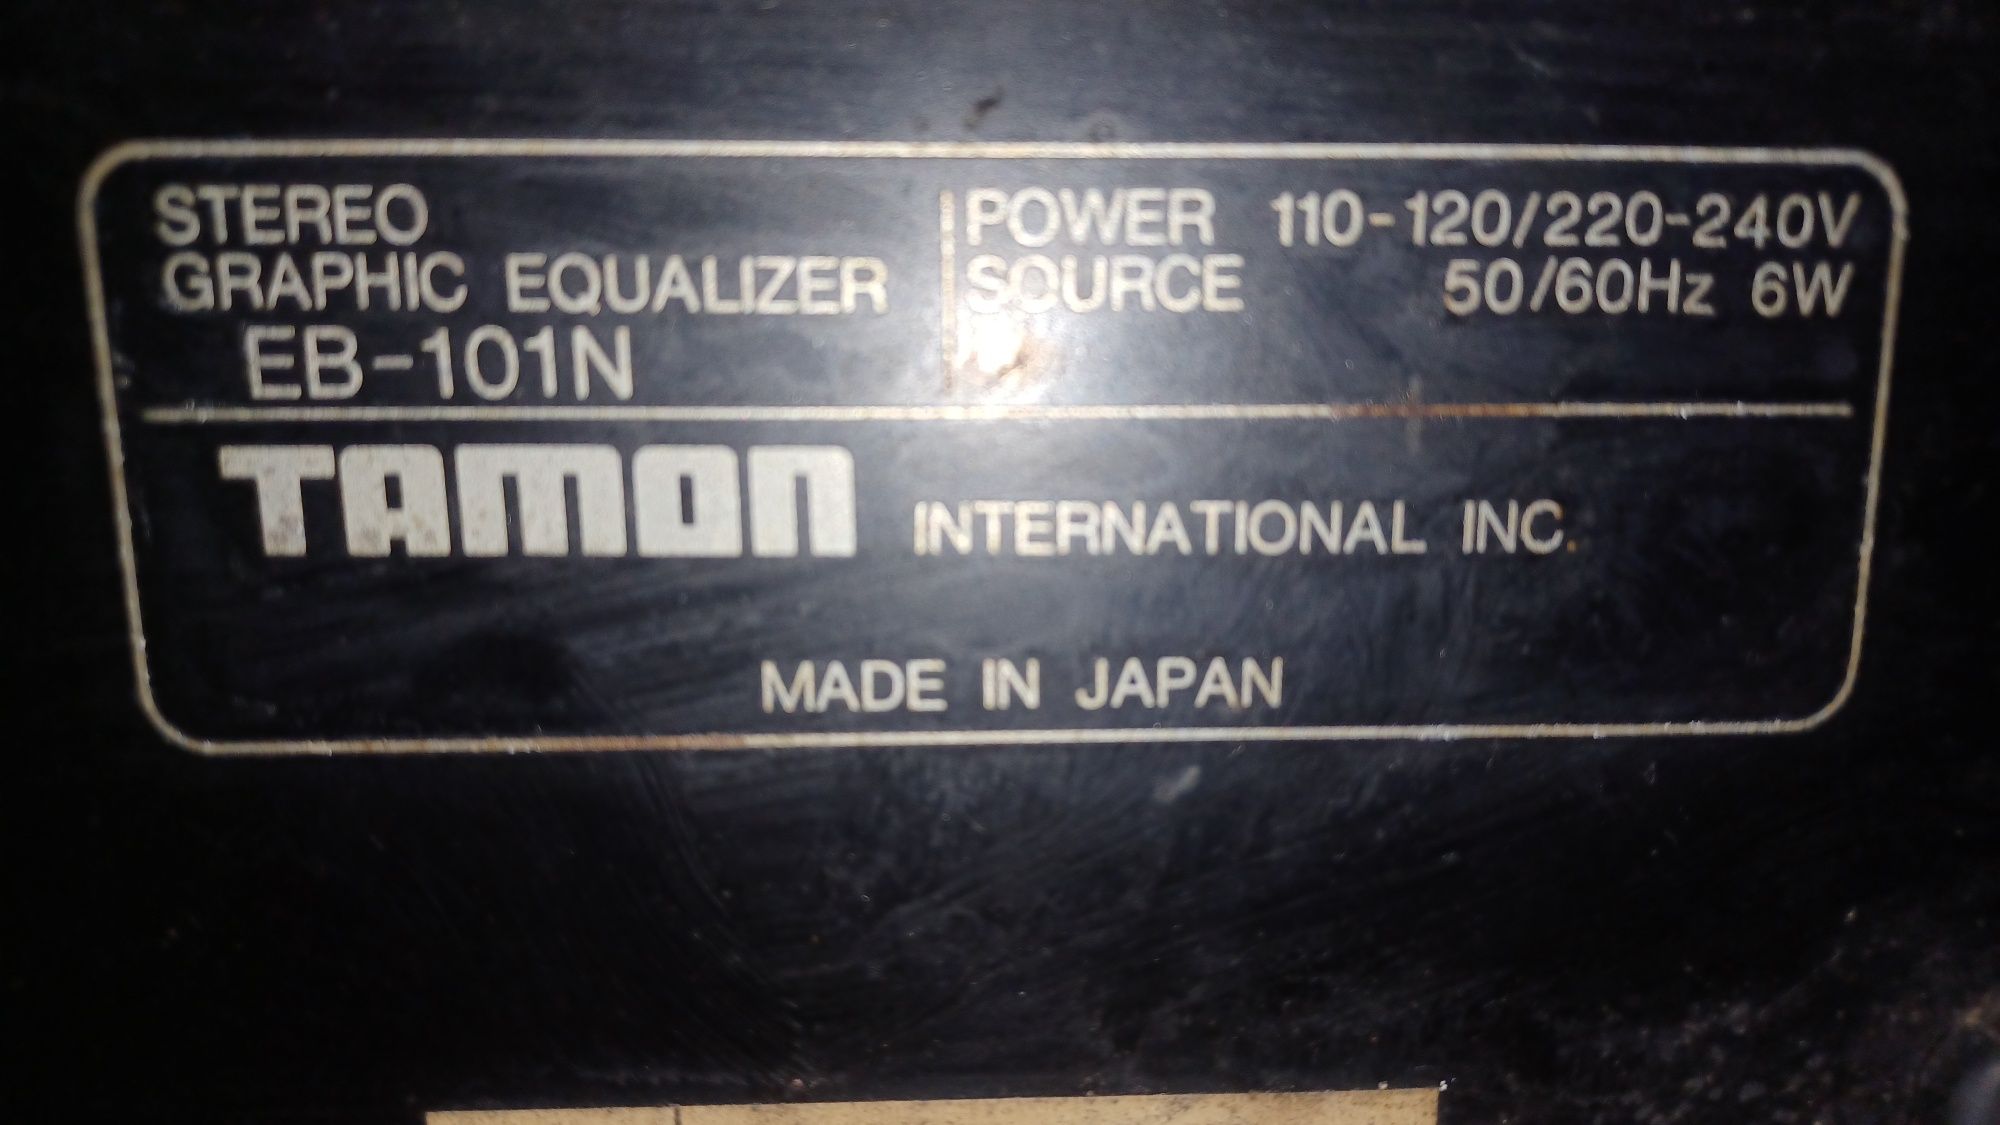 STEREO
GRAPHIC EQUALIZER
EB-101N
POWER 110-120/220-240V
SOURCE 50/60Hz 6W
TAMON INTERNATIONAL INC.
MADE IN JAPAN